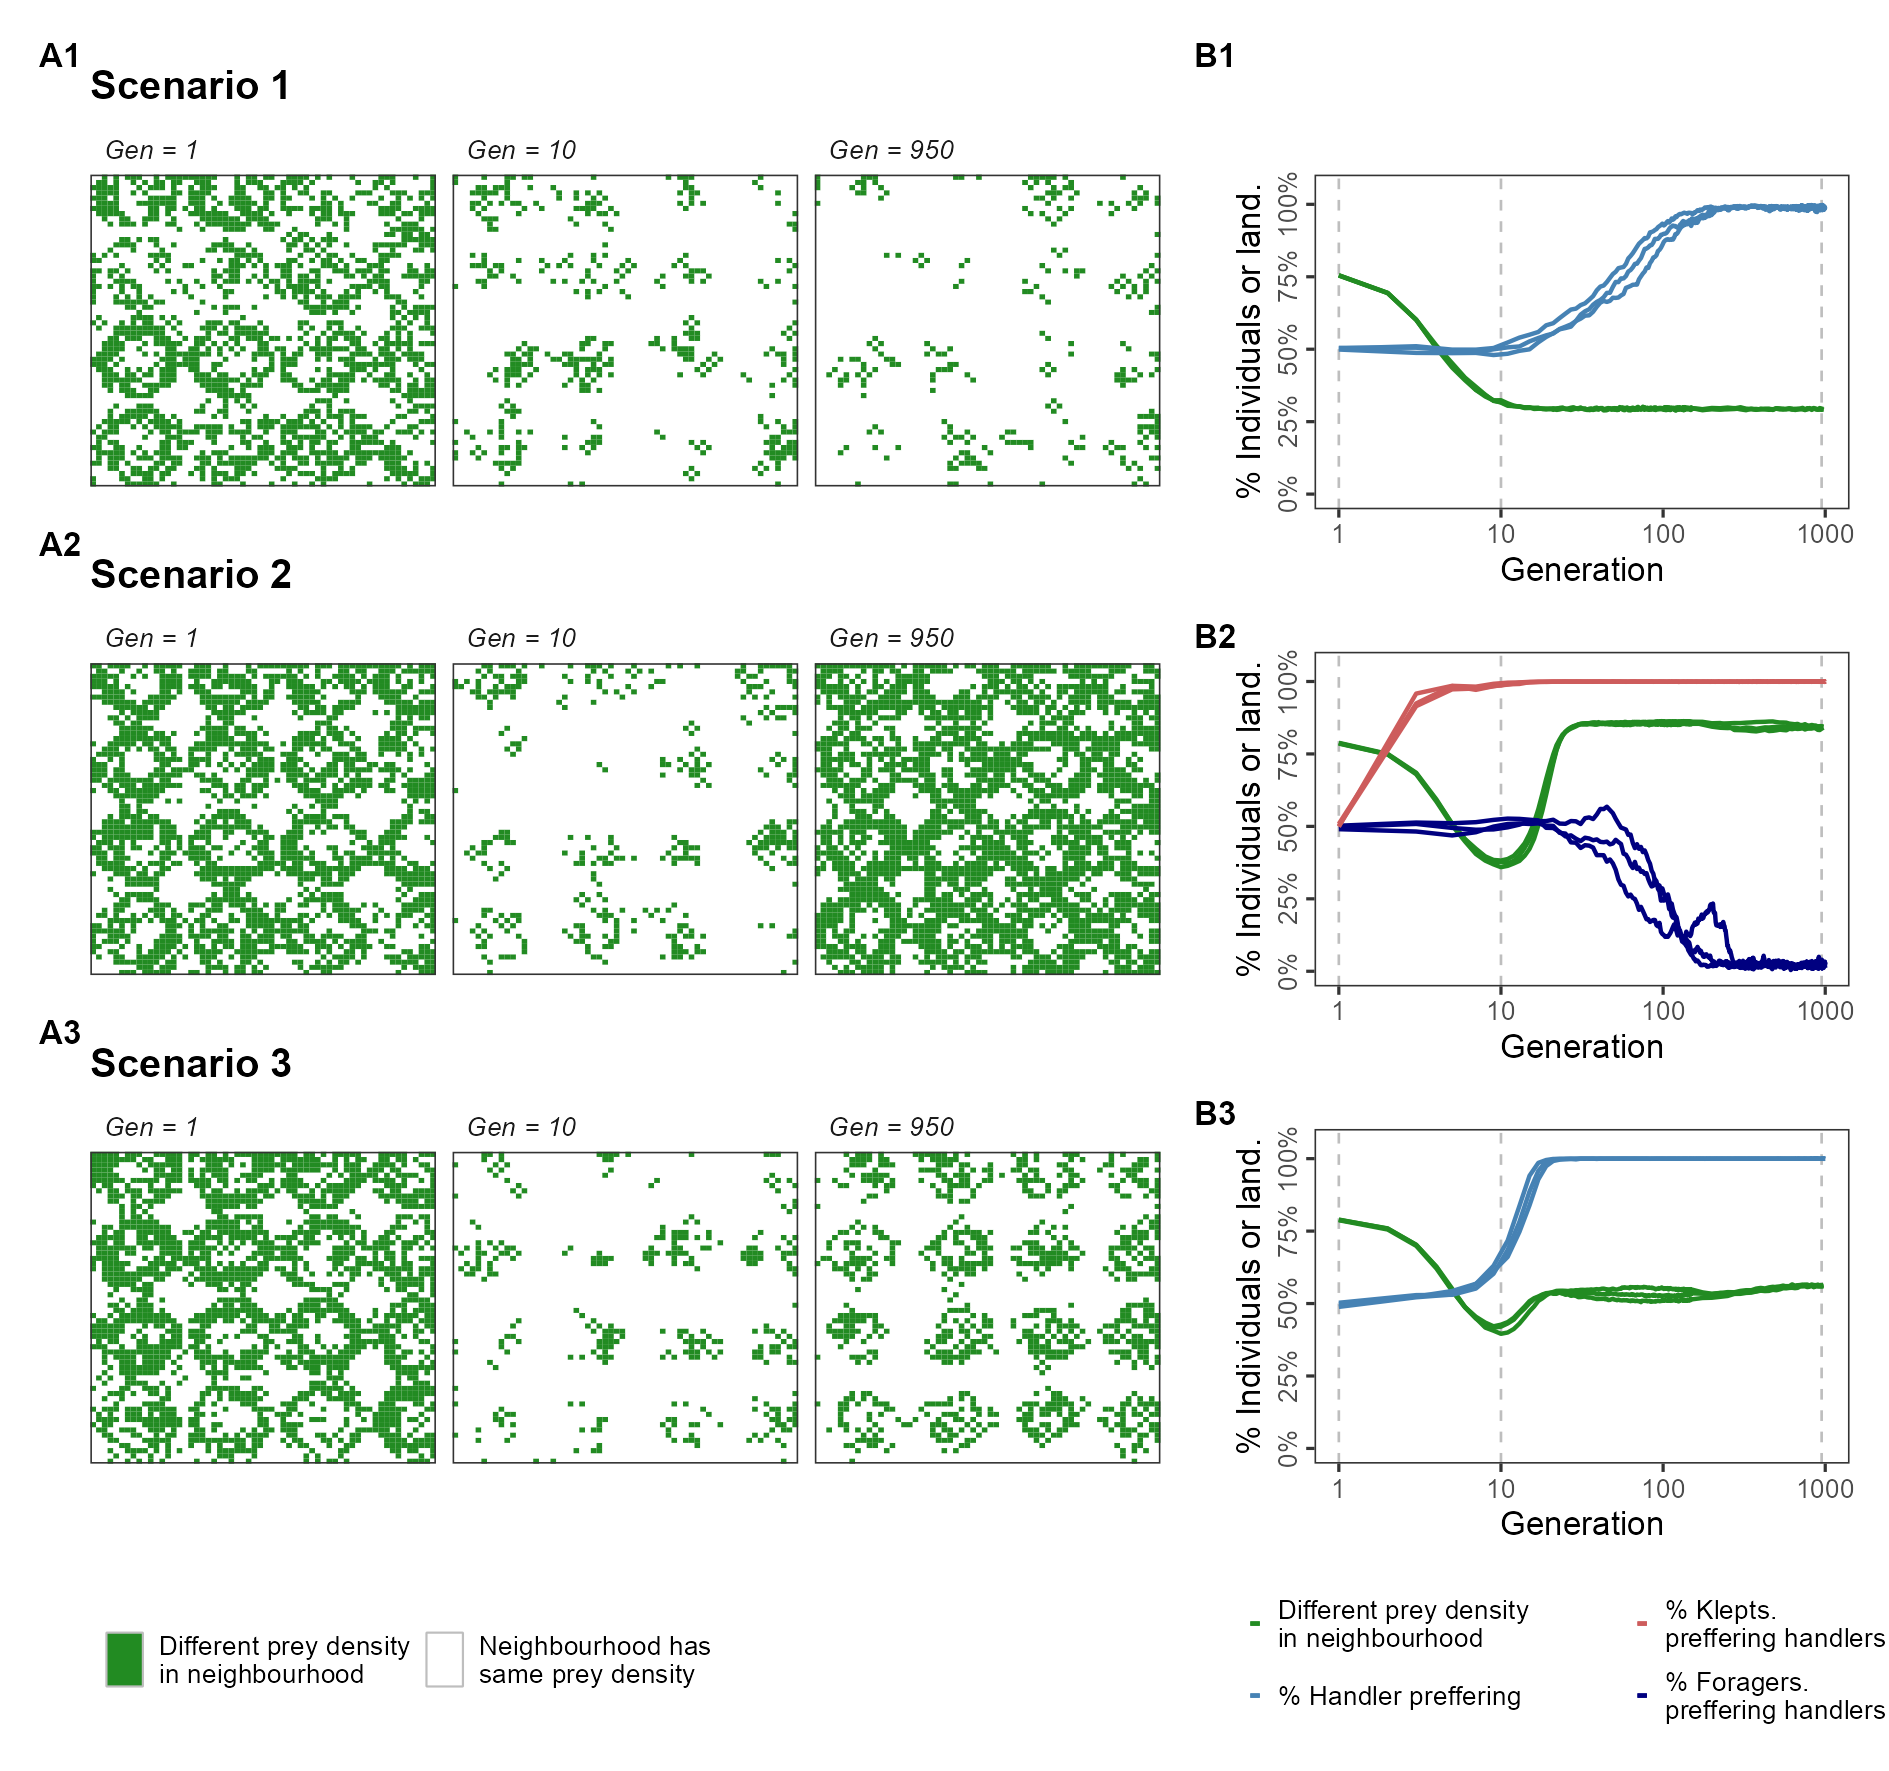 A1
Scenario 1
Gen = 1
Gen = 10
Gen = 950
B1
% Individuals or land.
0%
25%
50%
75%
100%
1
10
100
1000
Generation
A2
Scenario 2
Gen = 1
Gen = 10
Gen = 950
B2
% Individuals or land.
0%
25%
50%
75%
100%
1
10
100
1000
Generation
A3
Scenario 3
Gen = 1
Gen = 10
Gen = 950
B3
% Individuals or land.
0%
25%
50%
75%
100%
1
10
100
1000
Generation
Different prey density
in neighbourhood
Neighbourhood has
same prey density
Different prey density
in neighbourhood
% Handler preffering
% Klepts.
preffering handlers
% Foragers.
preffering handlers